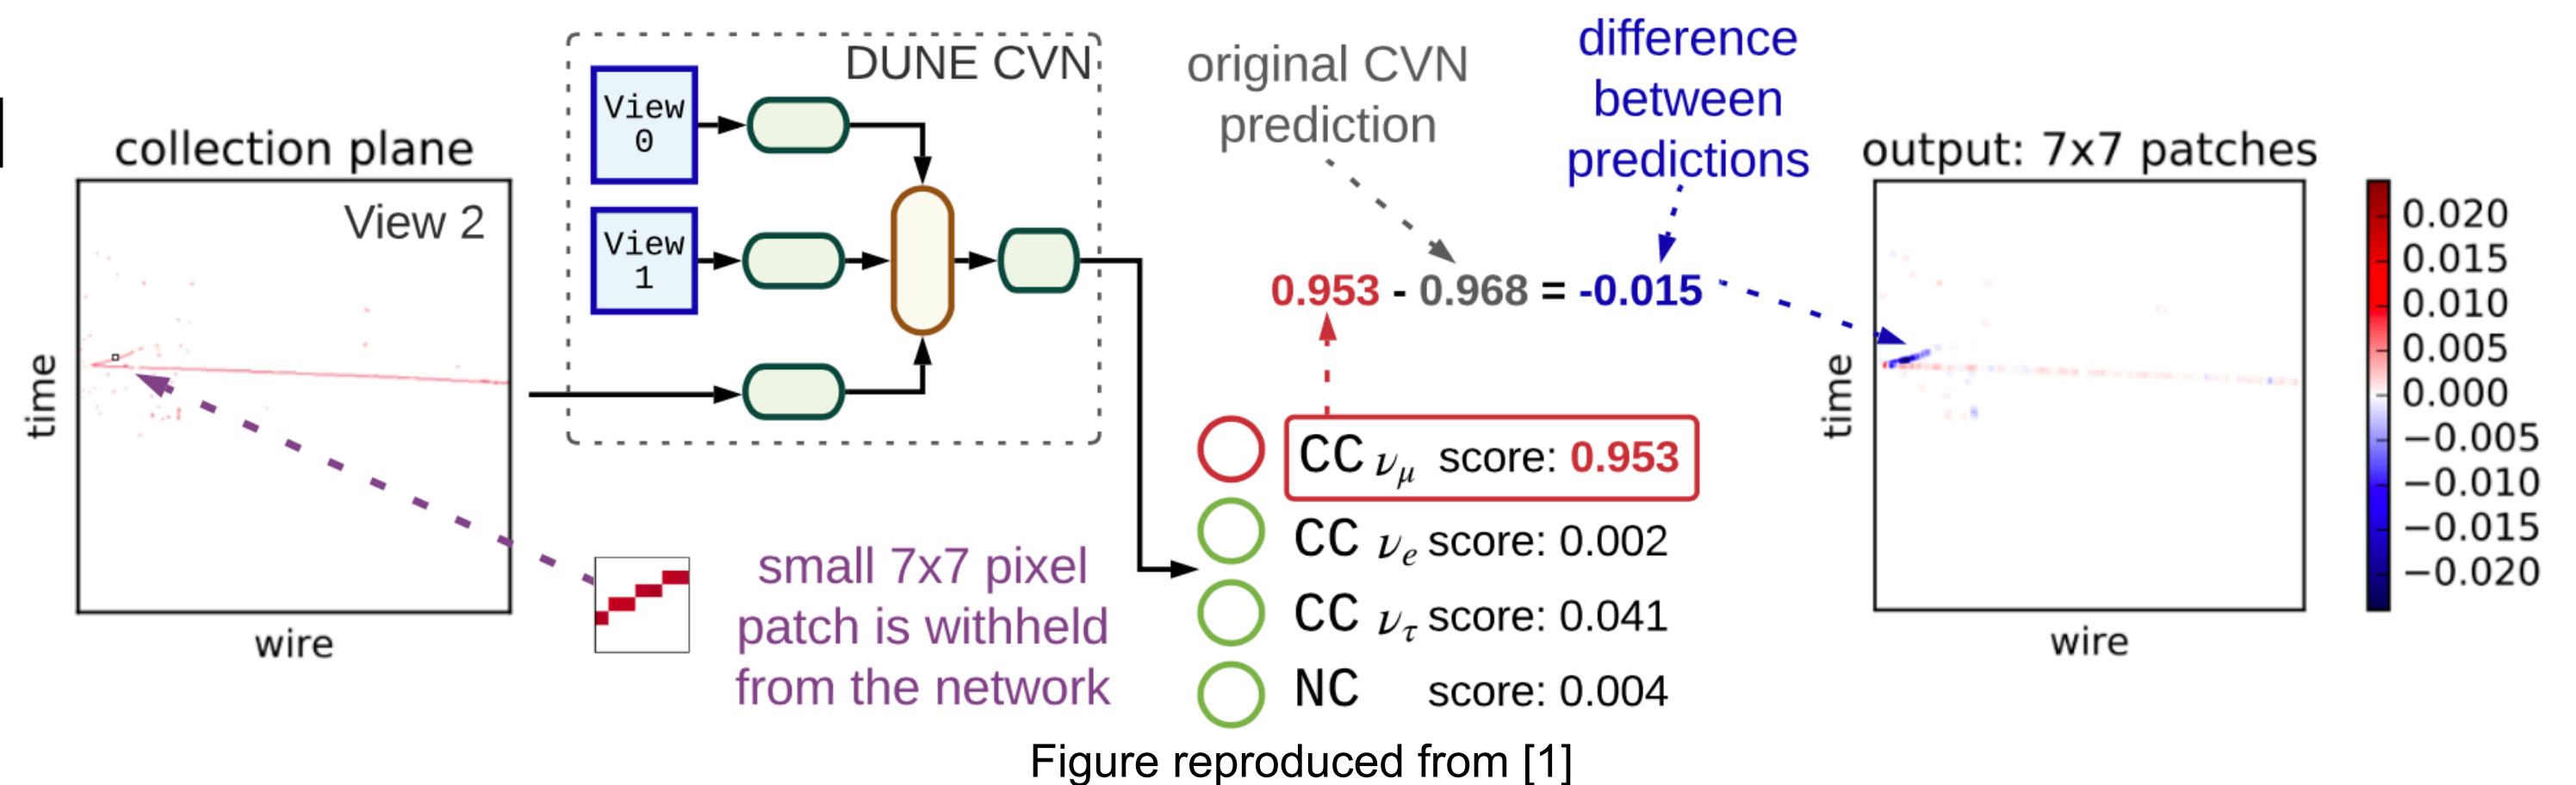 collection plane
View 2
time
wire
DUNE CVN
View
0
View
1
small 7x7 pixel
patch is withheld
from the network
original CVN
prediction
difference
between
predictions
0.953 - 0.968 = -0.015
CC νμ score: 0.953
CC νe score: 0.002
CC ντ score: 0.041
NC score: 0.004
output: 7x7 patches
time
wire
0.020
0.015
0.010
0.005
0.000
−0.005
−0.010
−0.015
−0.020
Figure reproduced from [1]